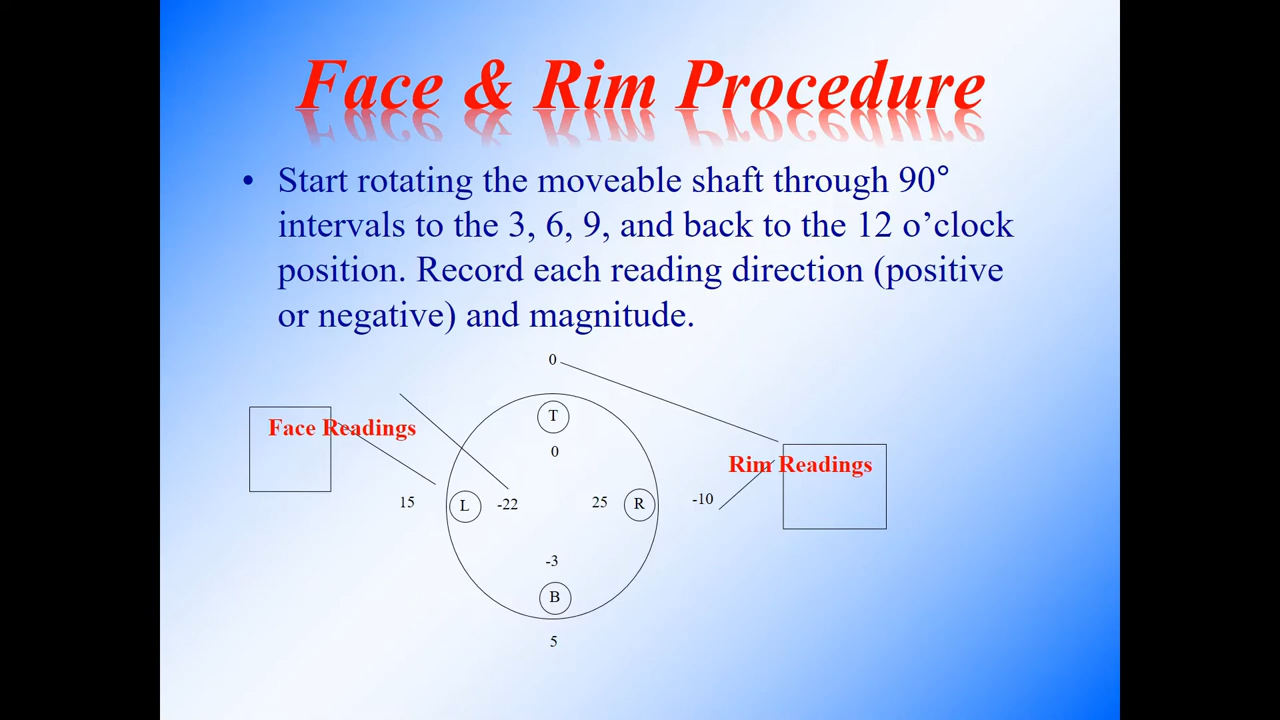 Face & Rim Procedure
• Start rotating the moveable shaft through 90°
intervals to the 3, 6, 9, and back to the 12 o’clock
position. Record each reading direction (positive
or negative) and magnitude.
0
T
Face Readings
0
Rim Readings
15
L
-22
25
R
-10
-3
B
5